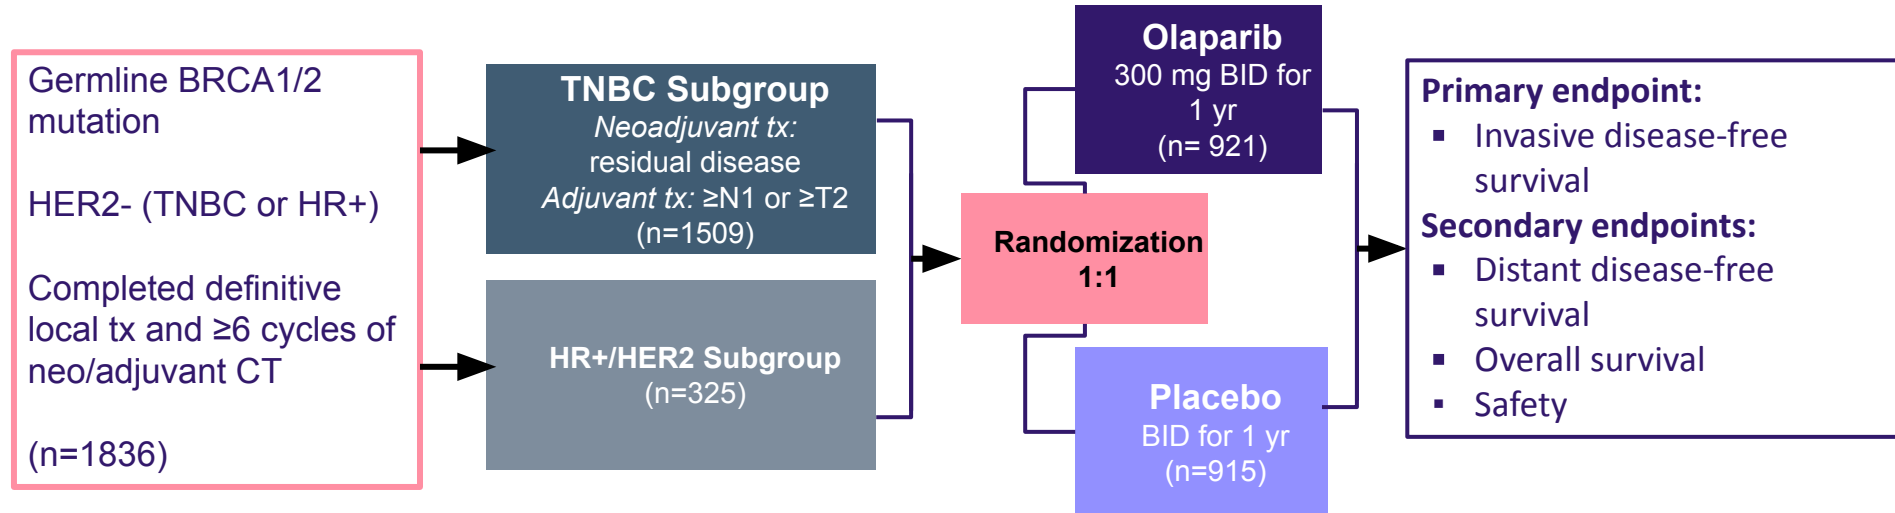 Germline BRCA1/2
mutation
HER2- (TNBC or HR+)
Completed definitive
local tx and ≥6 cycles of
neo/adjuvant CT
(n=1836)
TNBC Subgroup
Neoadjuvant tx:
residual disease
Adjuvant tx: ≥N1 or ≥T2
(n=1509)
HR+/HER2 Subgroup
(n=325)
Randomization
1:1
Olaparib
300 mg BID for
1 yr
(n= 921)
Placebo
BID for 1 yr
(n=915)
Primary endpoint:
▪ Invasive disease-free
survival
Secondary endpoints:
▪ Distant disease-free
survival
▪ Overall survival
▪ Safety